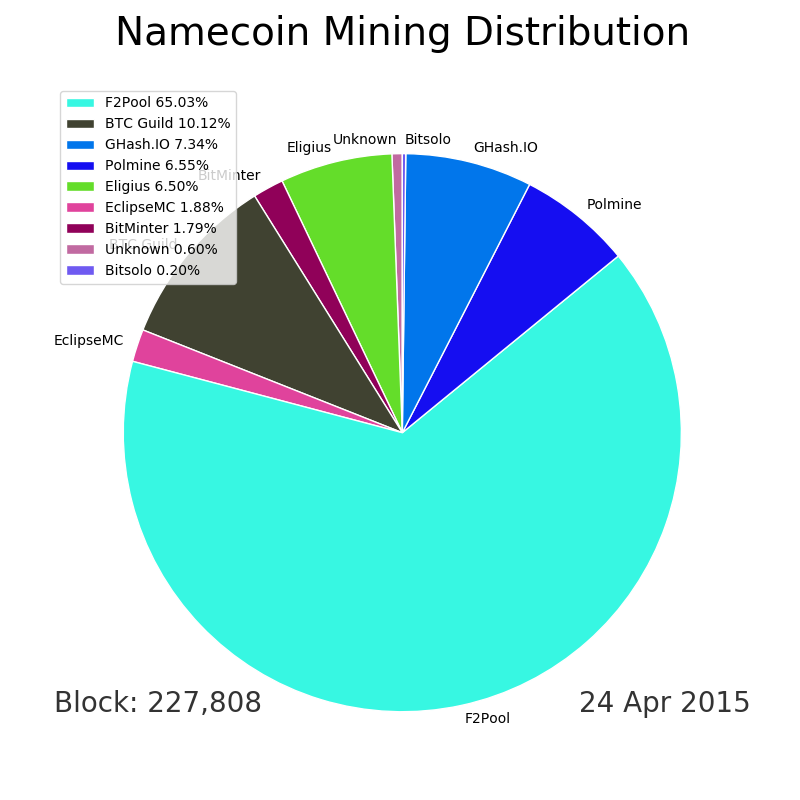 Namecoin Mining Distribution
F2Pool 65.03%
BTC Guild 10.12%
GHash.IO 7.34%
Polmine 6.55%
Eligius 6.50%
EclipseMC 1.88%
BitMinter 1.79%
Unknown 0.60%
Bitsolo 0.20%
Unknown
Bitsolo
Eligius
GHash.IO
BitMinter
Polmine
BTC Guild
EclipseMC
F2Pool
Block: 227,808
24 Apr 2015